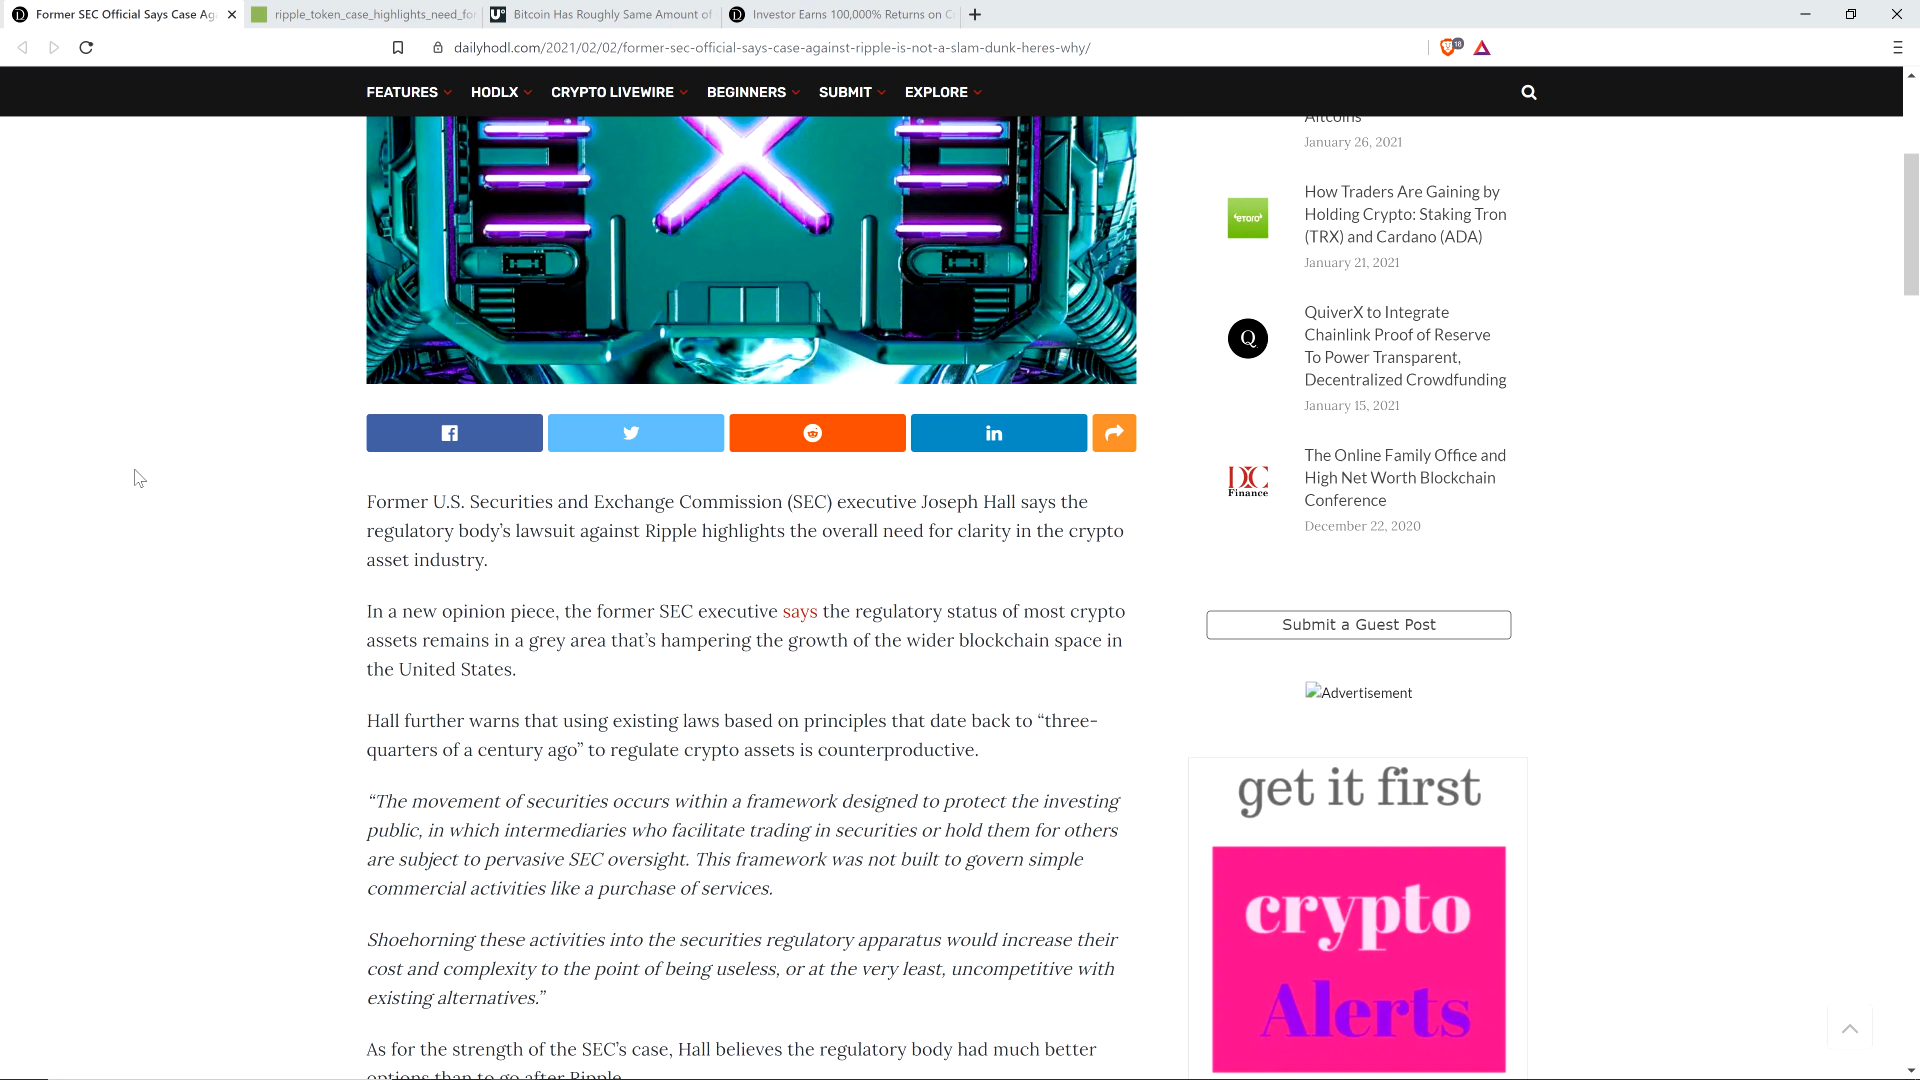 Former SEC Official Says Case Ag
ripple_token_case_highlights_need_fo
Bitcoin Has Roughly Same Amount of
Investor Earns 100,000% Returns on C
18
dailyhodl.com/2021/02/02/former-sec-official-says-case-against-ripple-is-not-a-slam-dunk-heres-why/
FEATURES HODLX CRYPTO LIVEWIRE BEGINNERS SUBMIT EXPLORE
Former U.S. Securities and Exchange Commission (SEC) executive Joseph Hall says the
regulatory body’s lawsuit against Ripple highlights the overall need for clarity in the crypto
asset industry.
In a new opinion piece, the former SEC executive says the regulatory status of most crypto
assets remains in a grey area that’s hampering the growth of the wider blockchain space in
the United States.
Hall further warns that using existing laws based on principles that date back to “three-
quarters of a century ago” to regulate crypto assets is counterproductive.
“The movement of securities occurs within a framework designed to protect the investing
public, in which intermediaries who facilitate trading in securities or hold them for others
are subject to pervasive SEC oversight. This framework was not built to govern simple
commercial activities like a purchase of services.
Shoehorning these activities into the securities regulatory apparatus would increase their
cost and complexity to the point of being useless, or at the very least, uncompetitive with
existing alternatives.”
As for the strength of the SEC’s case, Hall believes the regulatory body had much better
options than to go after Ripple.
Altcoins
January 26, 2021
eToro
How Traders Are Gaining by
Holding Crypto: Staking Tron
(TRX) and Cardano (ADA)
January 21, 2021
Q
QuiverX to Integrate
Chainlink Proof of Reserve
To Power Transparent,
Decentralized Crowdfunding
January 15, 2021
DC
Finance
The Online Family Office and
High Net Worth Blockchain
Conference
December 22, 2020
Submit a Guest Post
Advertisement
get it first
crypto
Alerts